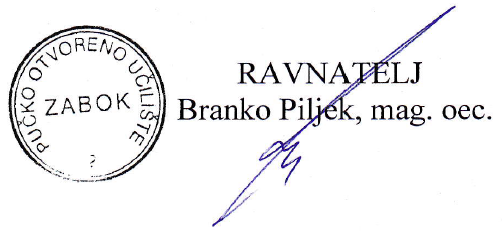 PUČKO OTVORENO UČILIŠTE
ZABOK
?
RAVNATELJ
Branko Piljek, mag. oec.